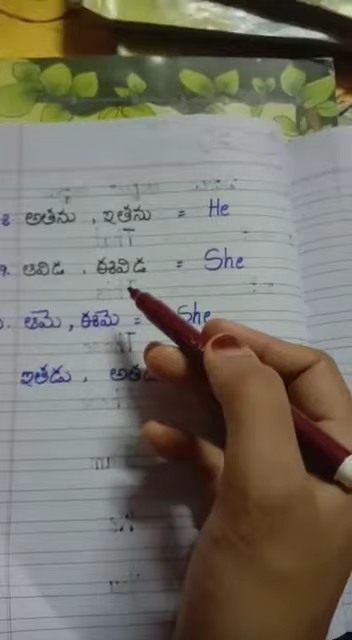 8 అతను , ఇతను = He
9. ఆవిడ , ఈవిడ = She
. ఆమె , ఈమె = She
ఇతడు ,